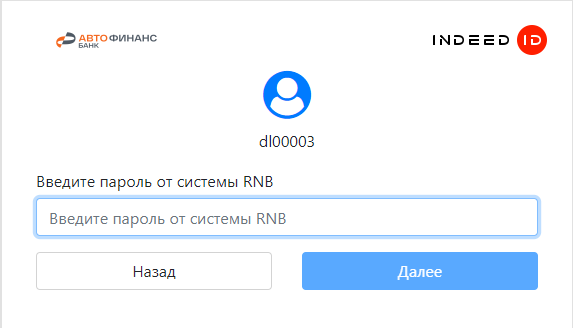 АВТОФИНАНС
БАНК
INDEED ID
dl00003
Введите пароль от системы RNB
Введите пароль от системы RNB
Назад
Далее